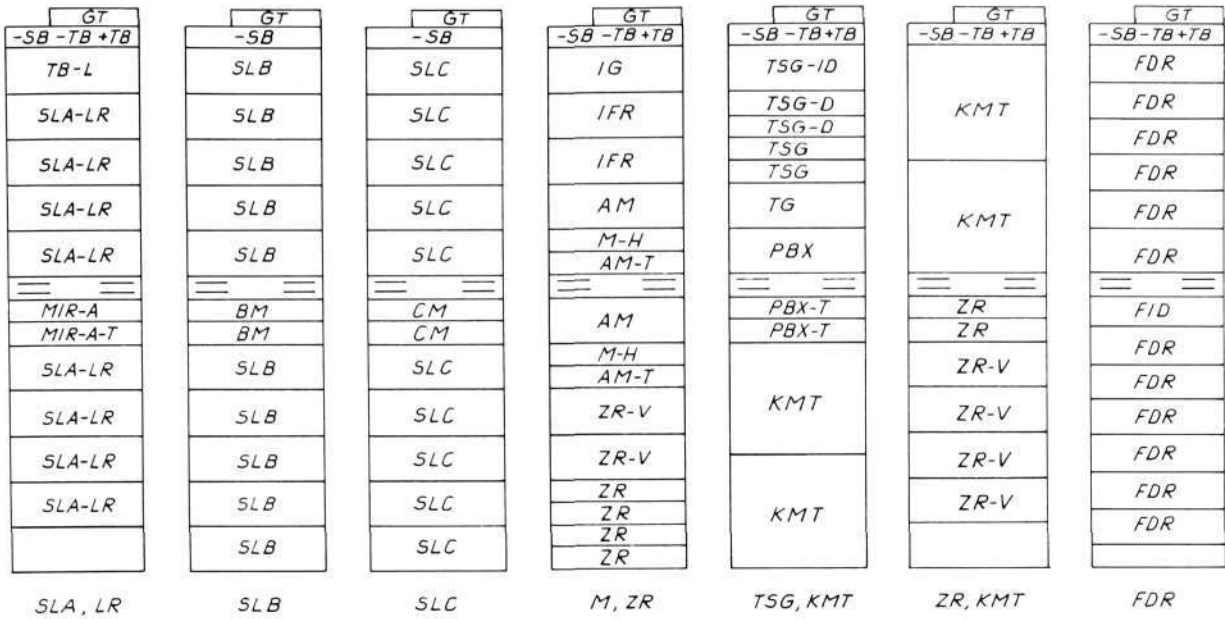 GT
-SB -TB +TB
TB-L
SLA-LR
SLA-LR
SLA-LR
SLA-LR
MIR-A
MIR-A-T
SLA-LR
SLA-LR
SLA-LR
SLA-LR
SLA, LR
GT
-SB
SLB
SLB
SLB
SLB
SLB
BM
BM
SLB
SLB
SLB
SLB
SLB
SLB
GT
-SB
SLC
SLC
SLC
SLC
SLC
CM
CM
SLC
SLC
SLC
SLC
SLC
SLC
GT
-SB -TB +TB
IG
IFR
IFR
AM
M-H
AM-T
AM
M-H
AM-T
ZR-V
ZR-V
ZR
ZR
ZR
ZR
M, ZR
GT
-SB -TB +TB
TSG-ID
TSG-D
TSG-D
TSG
TSG
TG
PBX
PBX-T
PBX-T
KMT
KMT
TSG, KMT
GT
-SB -TB +TB
KMT
KMT
ZR
ZR
ZR-V
ZR-V
ZR-V
ZR-V
ZR, KMT
GT
-SB -TB +TB
FDR
FDR
FDR
FDR
FDR
FDR
FID
FDR
FDR
FDR
FDR
FDR
FDR
FDR